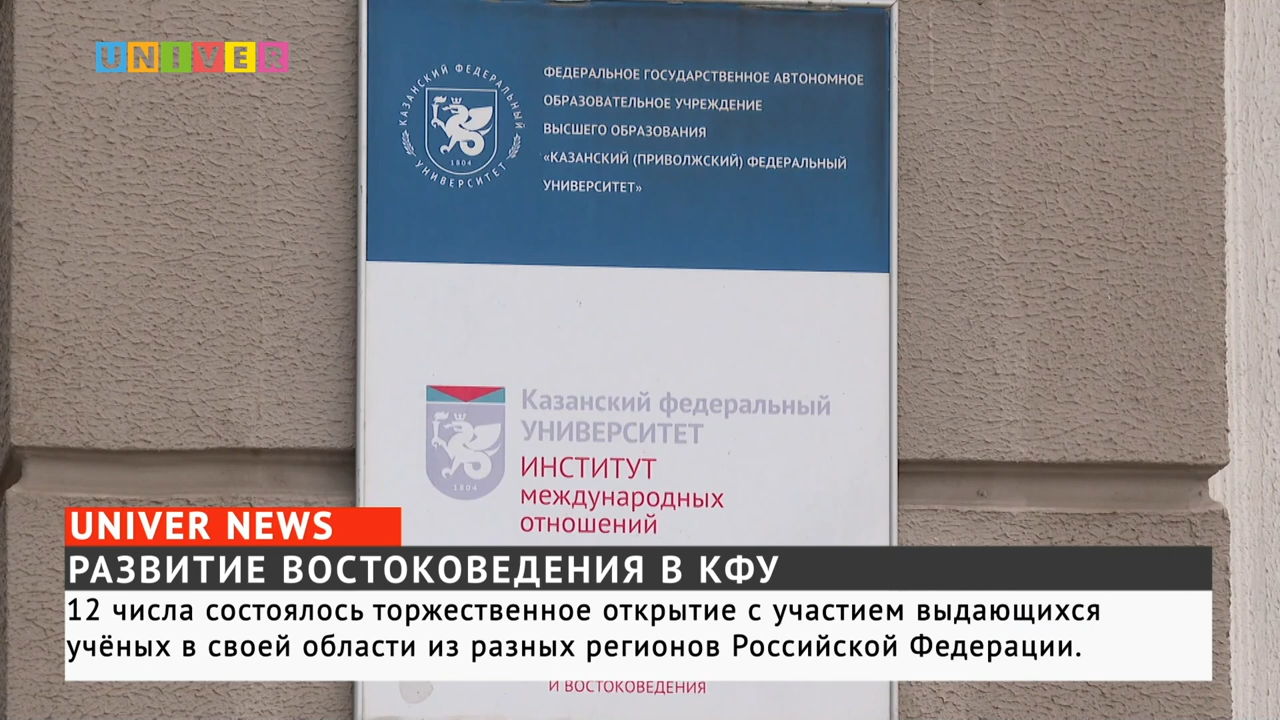 UNIVER
КАЗАНСКИЙ ФЕДЕРАЛЬНЫЙ УНИВЕРСИТЕТ
1804
ФЕДЕРАЛЬНОЕ ГОСУДАРСТВЕННОЕ АВТОНОМНОЕ
ОБРАЗОВАТЕЛЬНОЕ УЧРЕЖДЕНИЕ
ВЫСШЕГО ОБРАЗОВАНИЯ
«КАЗАНСКИЙ (ПРИВОЛЖСКИЙ) ФЕДЕРАЛЬНЫЙ
УНИВЕРСИТЕТ»
Казанский федеральный
УНИВЕРСИТЕТ
1804
ИНСТИТУТ
международных
отношений
UNIVER NEWS
РАЗВИТИЕ ВОСТОКОВЕДЕНИЯ В КФУ
12 числа состоялось торжественное открытие с участием выдающихся
учёных в своей области из разных регионов Российской Федерации.
И ВОСТОКОВЕДЕНИЯ